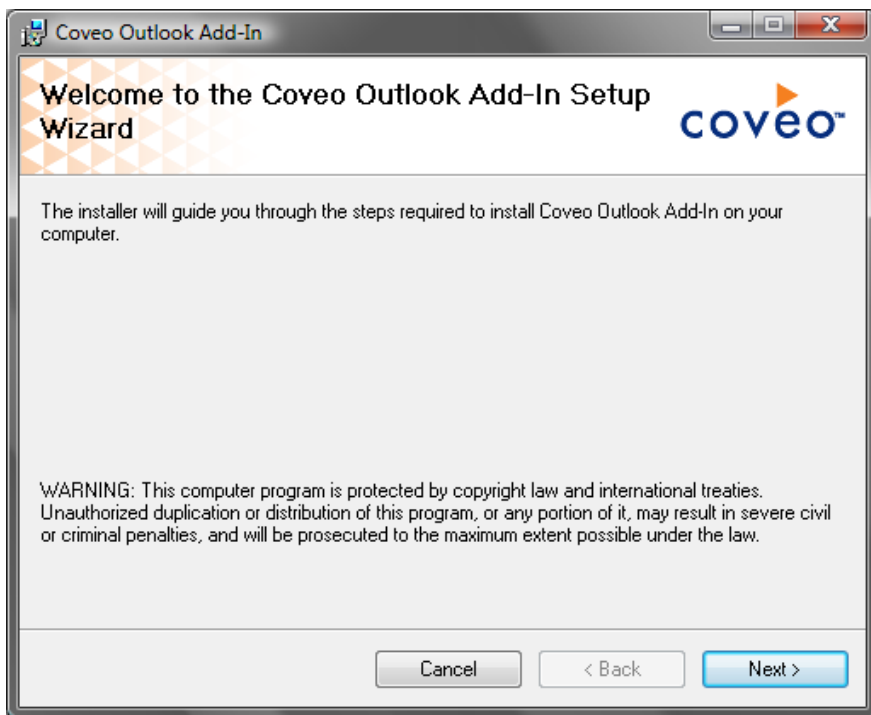 Coveo Outlook Add-In
Welcome to the Coveo Outlook Add-In Setup
Wizard
coveo™
The installer will guide you through the steps required to install Coveo Outlook Add-In on your
computer.
WARNING: This computer program is protected by copyright law and international treaties.
Unauthorized duplication or distribution of this program, or any portion of it, may result in severe civil
or criminal penalties, and will be prosecuted to the maximum extent possible under the law.
Cancel < Back Next >